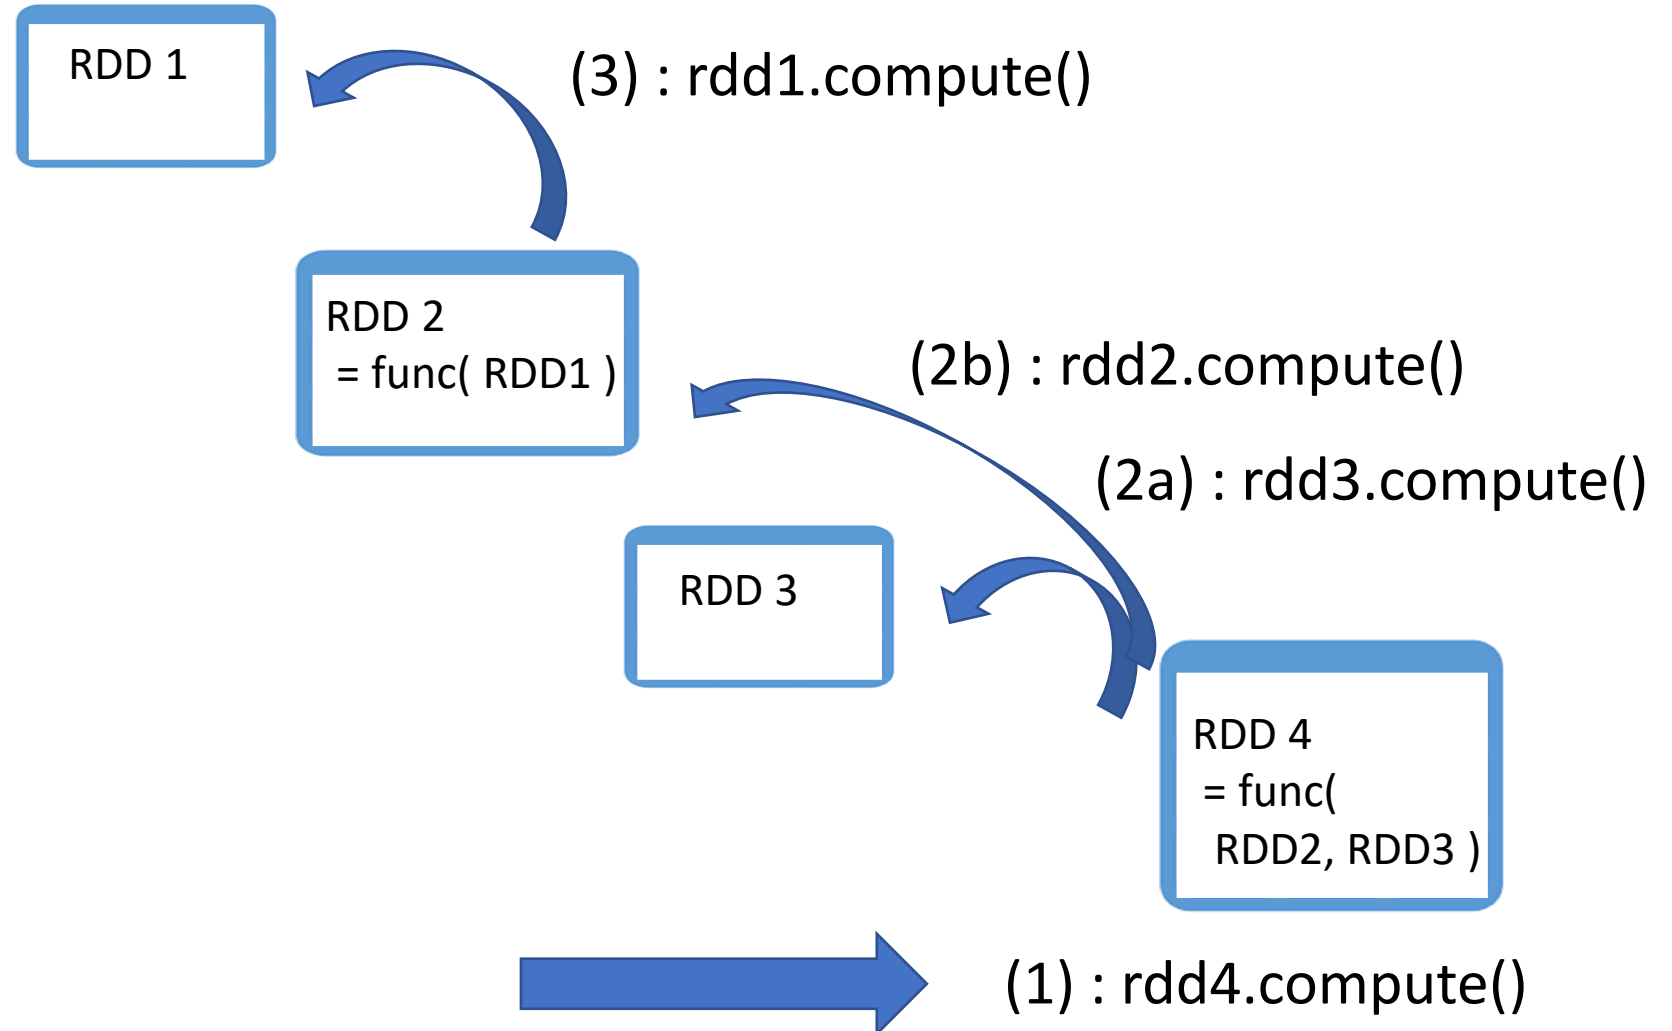 RDD 1
(3) : rdd1.compute()
RDD 2
= func( RDD1 )
(2b) : rdd2.compute()
(2a) : rdd3.compute()
RDD 3
RDD 4
= func(
RDD2, RDD3 )
(1) : rdd4.compute()